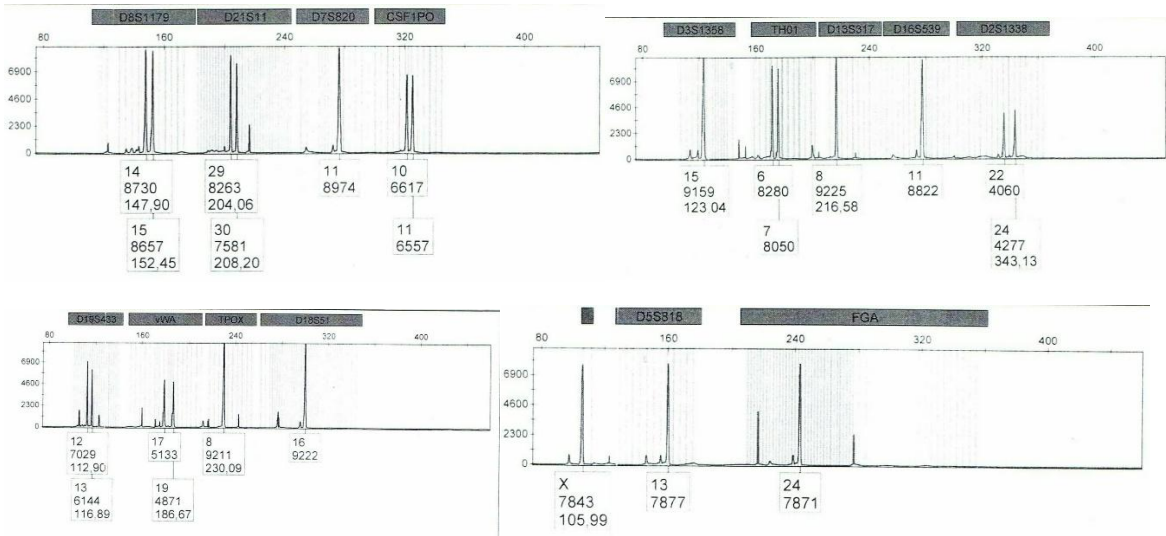 D8S1179 D21S11 D7S820 CSF1PO
80 160 240 320 400
6900
4600
2300
0
14 29 11 10
8730 8263 8974 6617
147,90 204,06
15 30 11
8657 7581 6557
152,45 208,20
D3S1358 TH01 D13S317 D16S539 D2S1338
80 160 240 320 400
6900
4600
2300
0
15 6 8 11 22
9159 8280 9225 8822 4060
123.04 216,58
7 24
8050 4277
343,13
D19S433 vWA TPOX D18S51
80 160 240 320 400
6900
4600
2300
0
12 17 8 16
7029 5133 9211 9222
112,90 230,09
13 19
6144 4871
116,89 186,67
D5S818 FGA
80 160 240 320 400
6900
4600
2300
0
X 13 24
7843 7877 7871
105,99